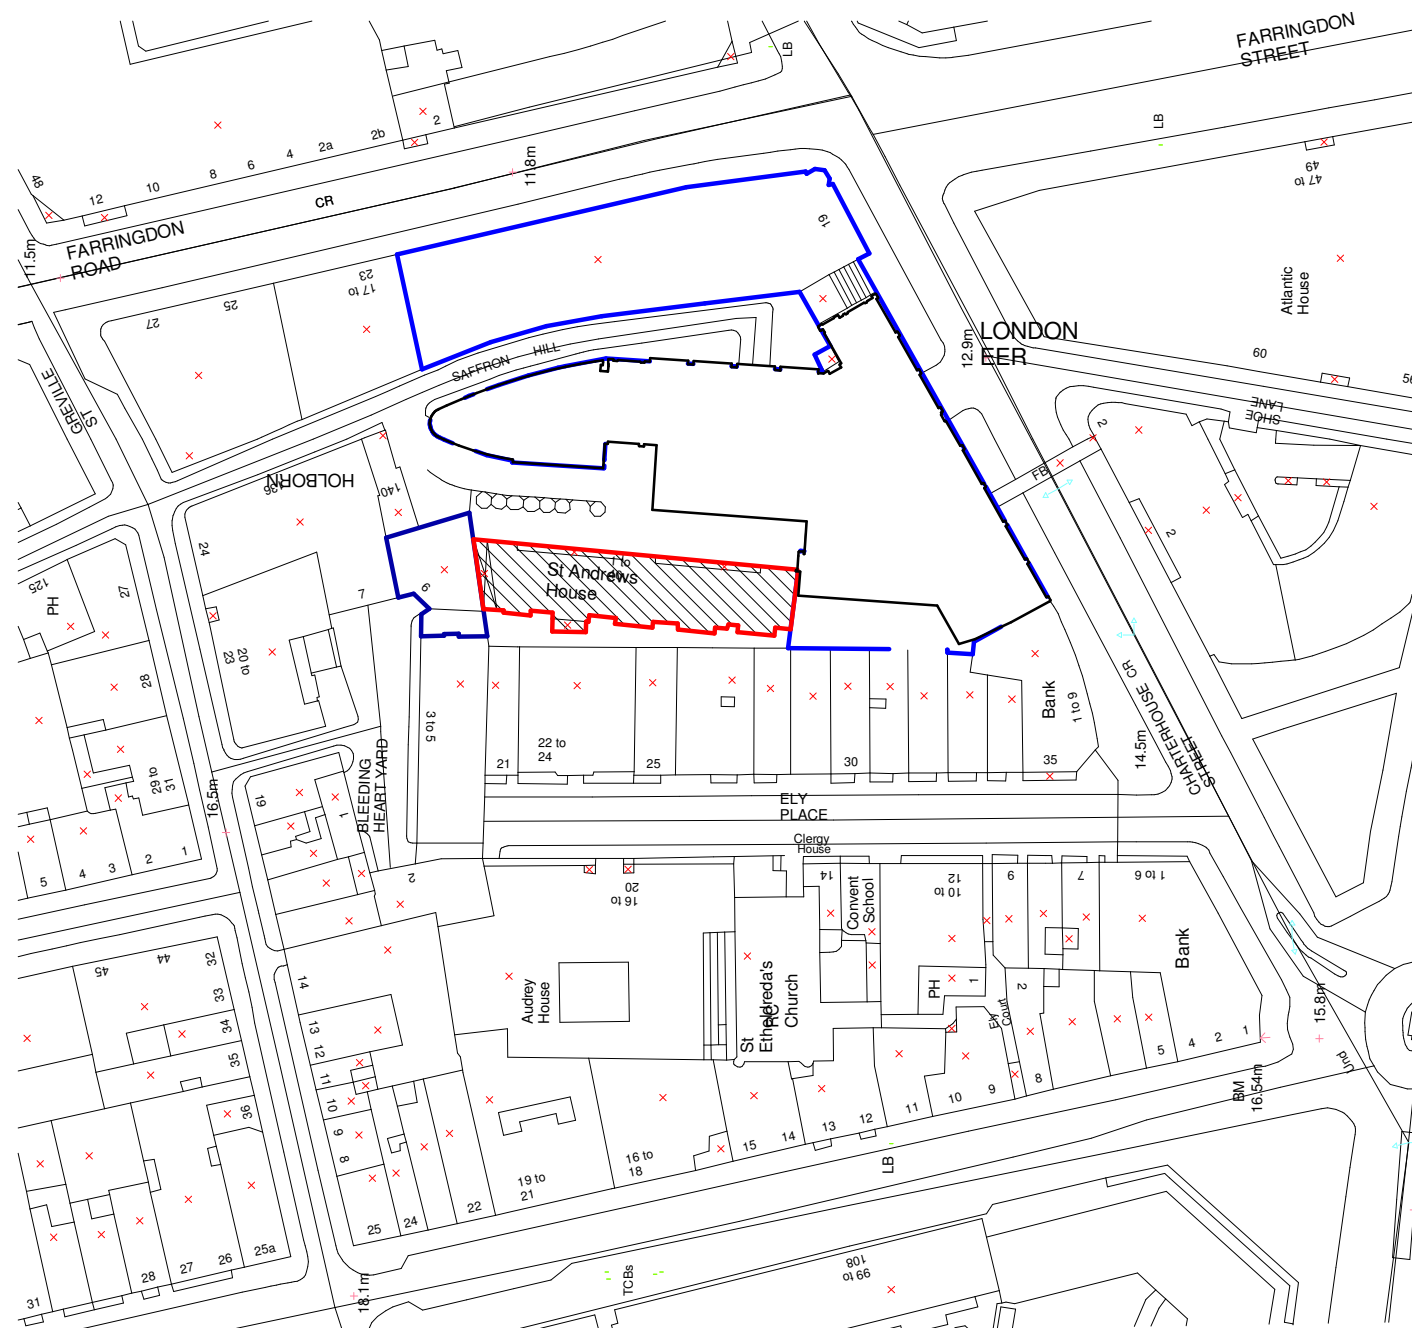 FARRINGDON
STREET
LB
LB
2
2b
2a
4
6
8
10
12
48
CR
11.8m
47 to
49
FARRINGDON
ROAD
11.5m
19
17 to
23
25
27
Atlantic
House
LONDON
EER
12.9m
60
SHOE
LANE
SAFFRON HILL
GREVILLE
ST
HOLBORN
136
140
FB
2
2
24
125
PH
27
7
9
St Andrews
House
1 to
20 to
23
28
29 to
31
3 to 5
21
22 to
24
25
30
35
Bank
1 to 9
14.5m
CHARTERHOUSE CR
STREET
16.5m
19
1
BLEEDING
HEART YARD
ELY
PLACE
Clergy
House
5
4
3
2
1
2
16 to
20
14
Convent
School
10 to
12
9
7
1 to 6
Bank
45
44
32
33
34
35
36
14
13
12
11
10
9
8
Audrey
House
St
Etheldreda's
RC
Church
PH
1
2
Ely
Court
15.8m
Und
BM
16.54m
5
4
2
1
8
9
10
11
12
13
14
15
16 to
18
19 to
21
22
24
25
25a
26
27
28
31
LB
18.1m
TCBs
99 to
108